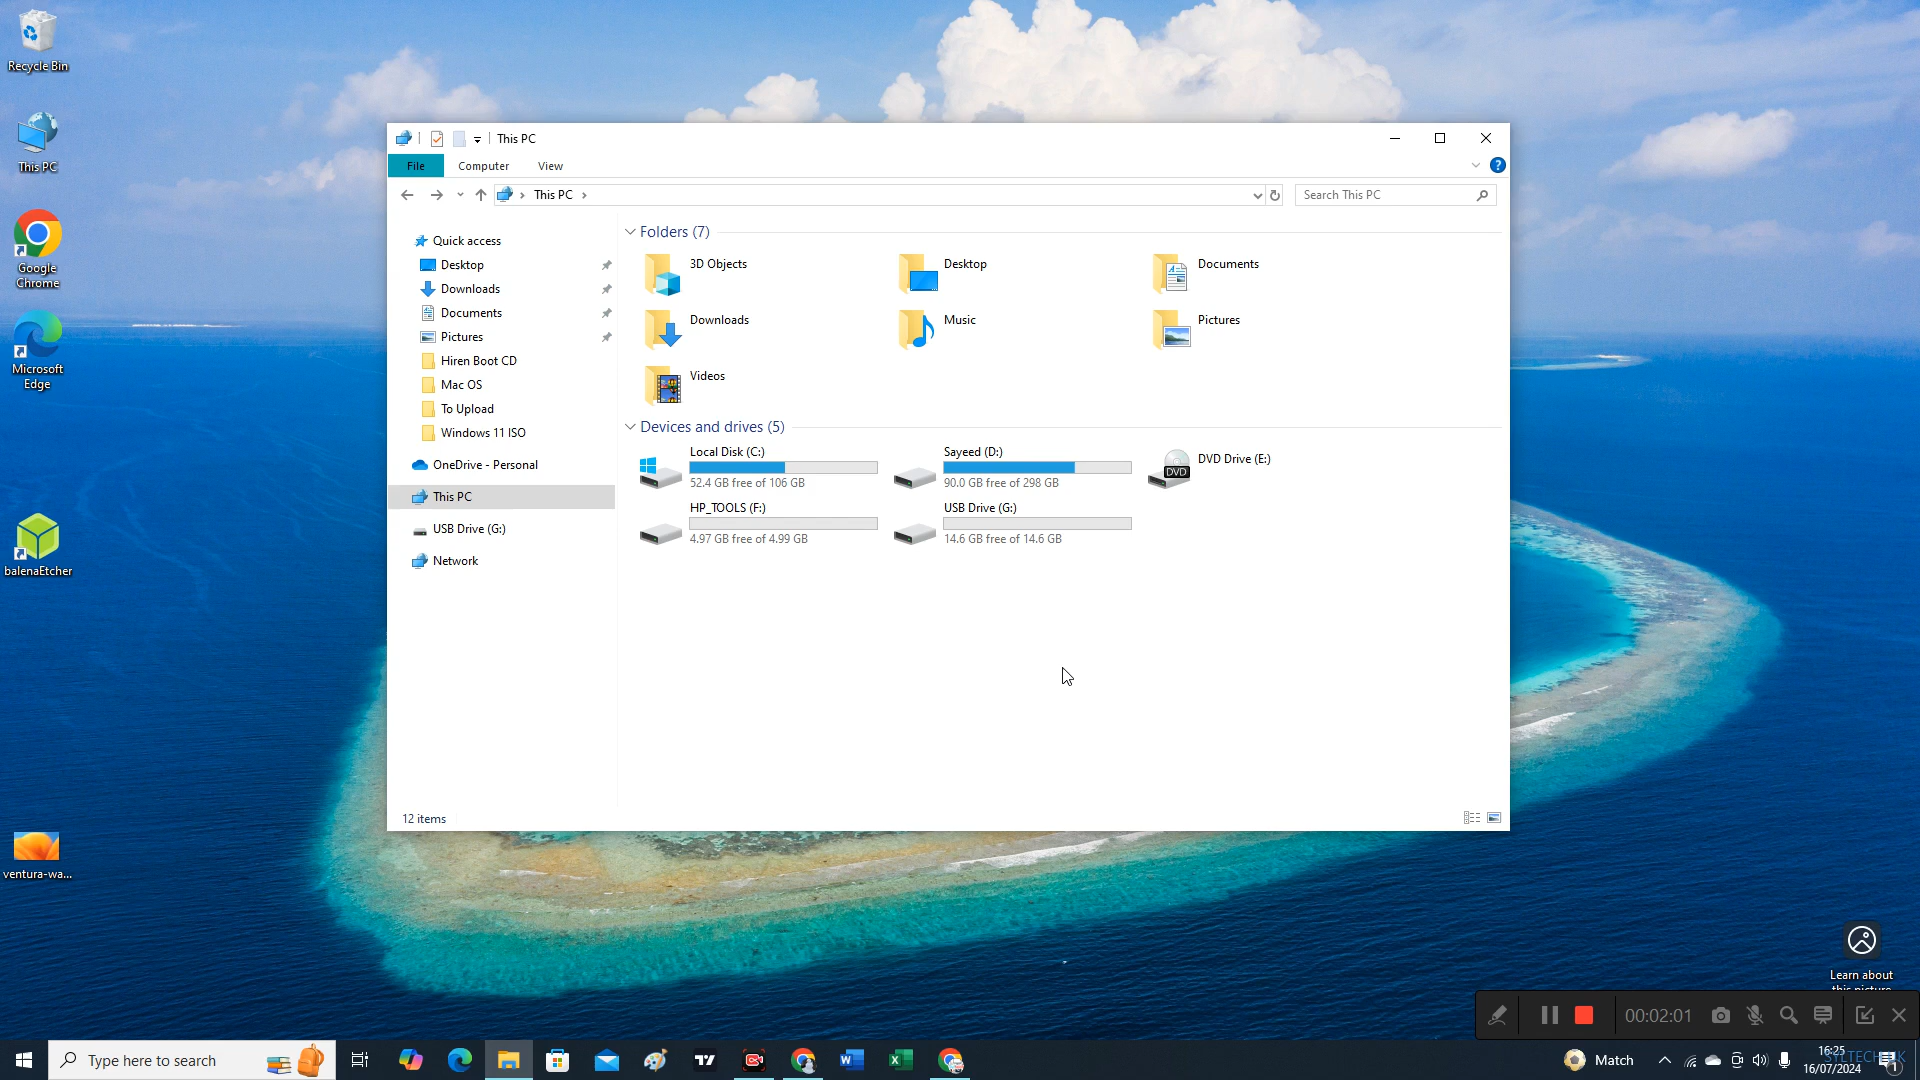 Recycle Bin
This PC
Google
Chrome
Microsoft
Edge
balenaEtcher
ventura-wa...
This PC
File
Computer
View
This PC
Search This PC
Quick access
Desktop
Downloads
Documents
Pictures
Hiren Boot CD
Mac OS
To Upload
Windows 11 ISO
OneDrive - Personal
This PC
USB Drive (G:)
Network
Folders (7)
3D Objects
Desktop
Documents
Downloads
Music
Pictures
Videos
Devices and drives (5)
Local Disk (C:)
52.4 GB free of 106 GB
Sayeed (D:)
90.0 GB free of 298 GB
DVD
DVD Drive (E:)
HP_TOOLS (F:)
4.97 GB free of 4.99 GB
USB Drive (G:)
14.6 GB free of 14.6 GB
12 items
Learn about
this picture
00:02:01
Type here to search
Match
16:25
16/07/2024
1